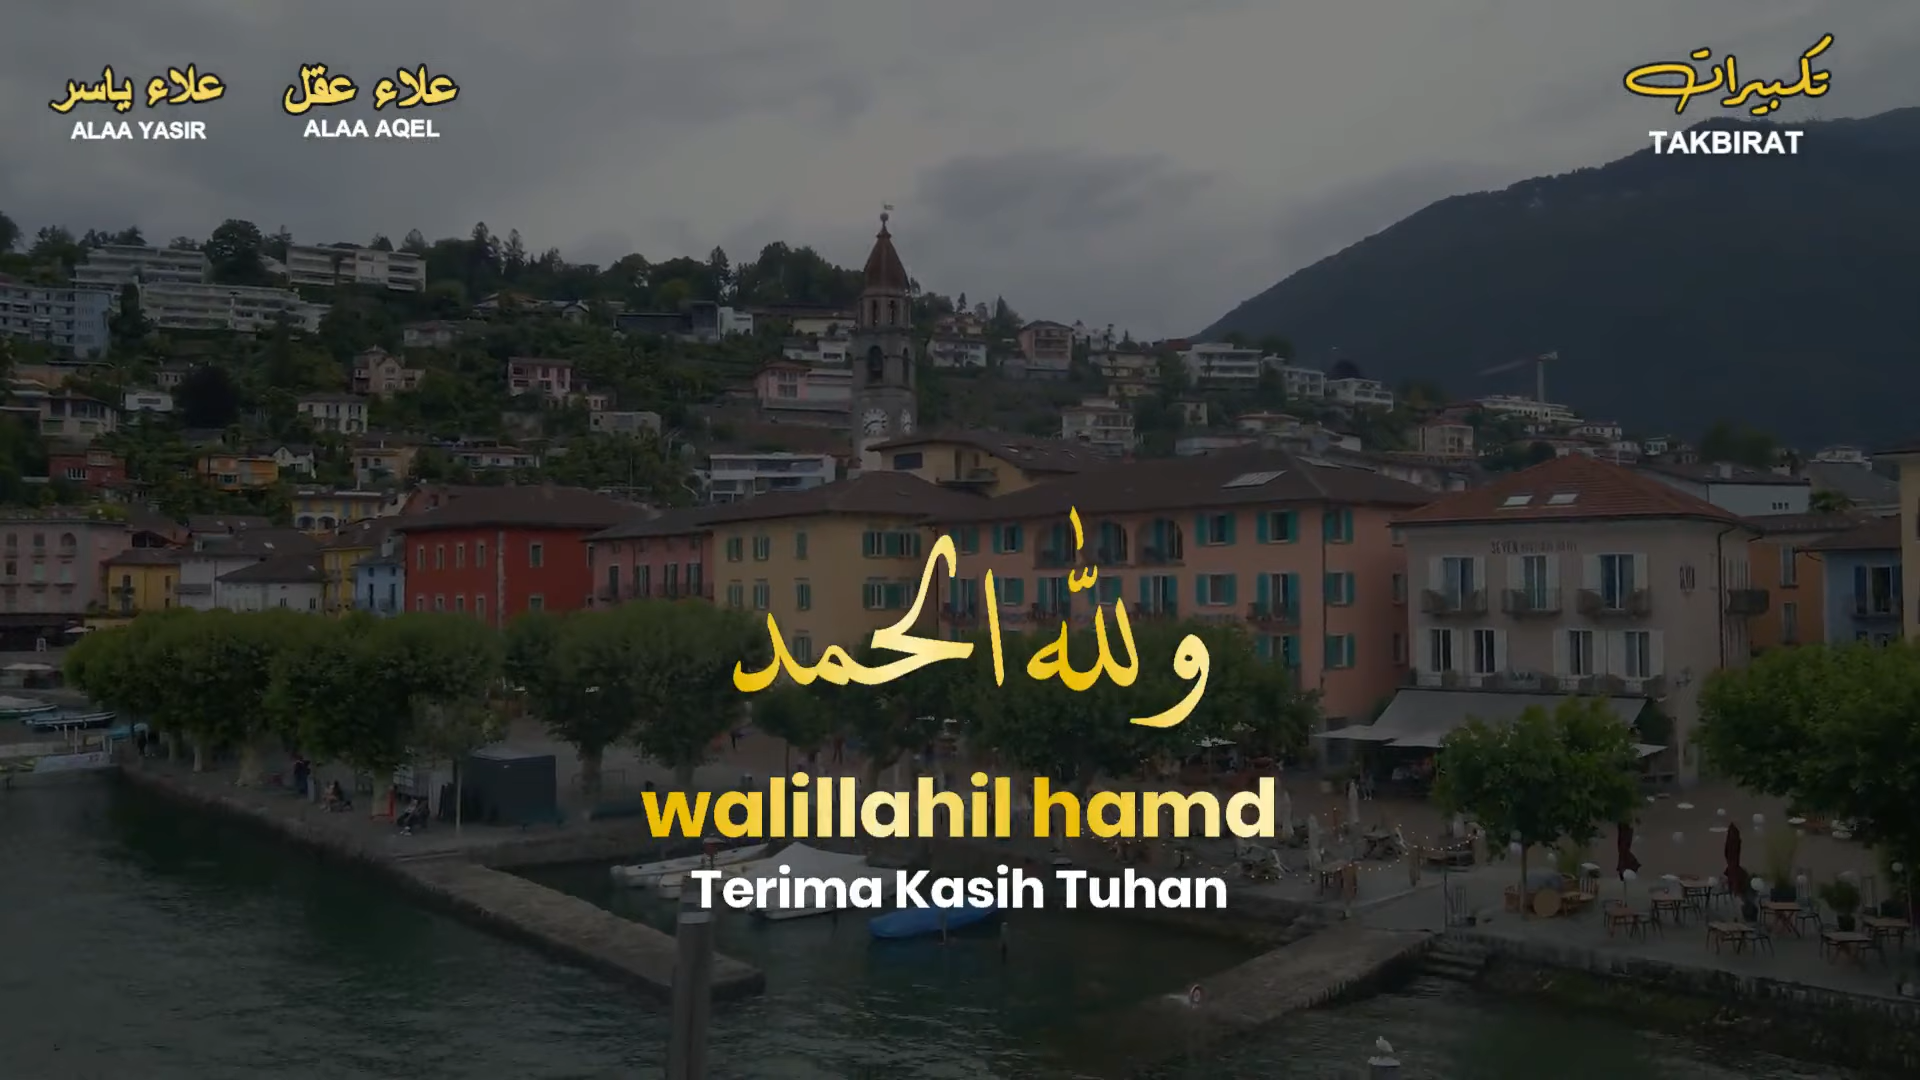 علاء ياسر
ALAA YASIR
علاء عقل
ALAA AQEL
تكبيرات
TAKBIRAT
ولله الحمد
walillahil hamd
Terima Kasih Tuhan